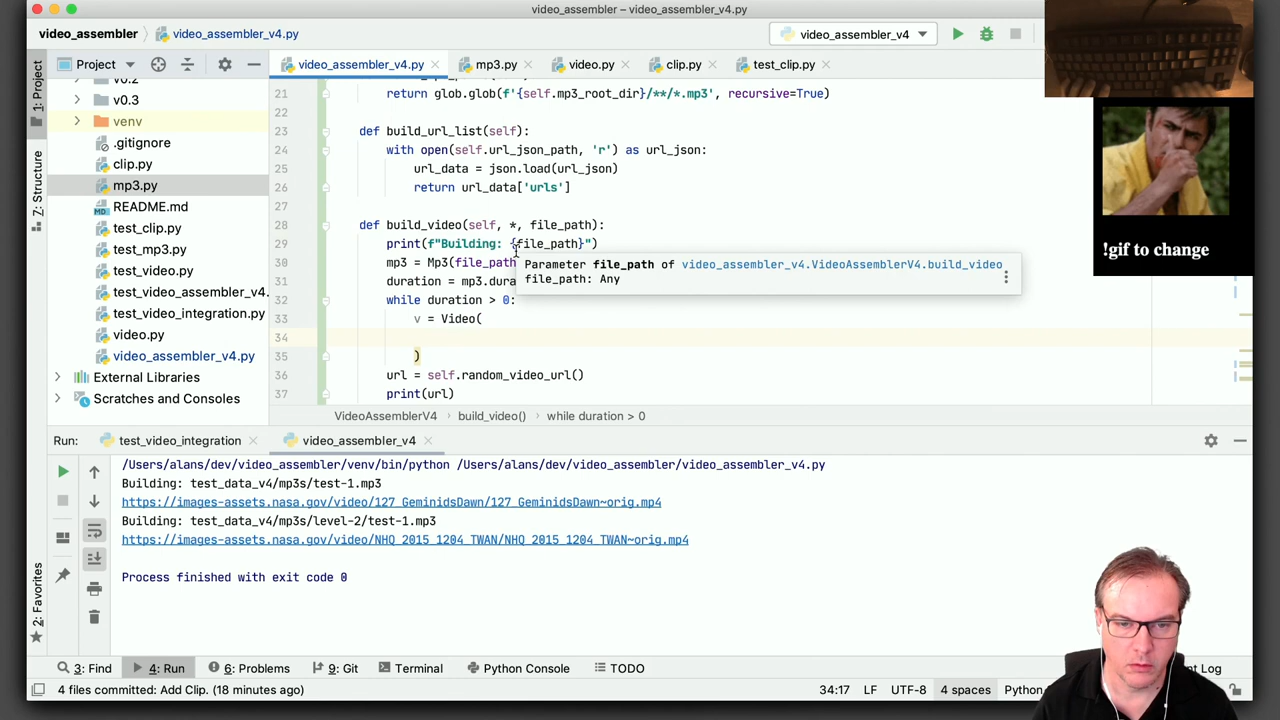 video_assembler – video_assembler_v4.py
video_assembler
video_assembler_v4.py
video_assembler_v4
1: Project
Project
video_assembler_v4.py
mp3.py
video.py
clip.py
test_clip.py
v0.2
v0.3
venv
.gitignore
clip.py
mp3.py
README.md
test_clip.py
test_mp3.py
test_video.py
test_video_assembler_v4.
test_video_integration.py
video.py
video_assembler_v4.py
External Libraries
Scratches and Consoles
Z: Structure
21 return glob.glob(f'{self.mp3_root_dir}/**/*.mp3', recursive=True)
22
23 def build_url_list(self):
24 with open(self.url_json_path, 'r') as url_json:
25 url_data = json.load(url_json)
26 return url_data['urls']
27
28 def build_video(self, *, file_path):
29 print(f"Building: {file_path}")
30 mp3 = Mp3(file_path
31 duration = mp3.dura
32 while duration > 0:
33 v = Video(
34
35 )
36 url = self.random_video_url()
37 print(url)
Parameter file_path of video_assembler_v4.VideoAssemblerV4.build_video
file_path: Any
VideoAssemblerV4
build_video()
while duration > 0
!gif to change
Run:
test_video_integration
video_assembler_v4
/Users/alans/dev/video_assembler/venv/bin/python /Users/alans/dev/video_assembler/video_assembler_v4.py
Building: test_data_v4/mp3s/test-1.mp3
https://images-assets.nasa.gov/video/127_GeminidsDawn/127_GeminidsDawn~orig.mp4
Building: test_data_v4/mp3s/level-2/test-1.mp3
https://images-assets.nasa.gov/video/NHQ_2015_1204_TWAN/NHQ_2015_1204_TWAN~orig.mp4
Process finished with exit code 0
2: Favorites
3: Find
4: Run
6: Problems
9: Git
Terminal
Python Console
TODO
nt Log
4 files committed: Add Clip. (18 minutes ago)
34:17
LF
UTF-8
4 spaces
Python